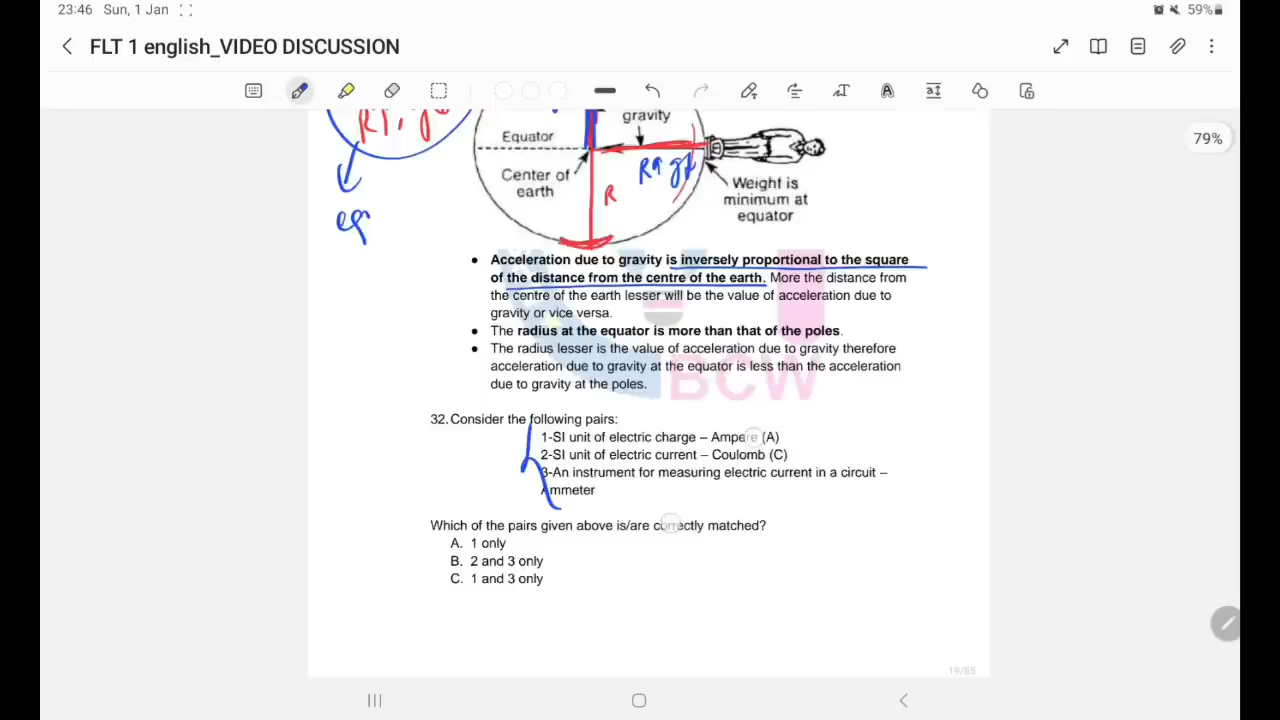 23:46 Sun, 1 Jan
59%
FLT 1 english_VIDEO DISCUSSION
79%
gravity
Equator
Center of
earth
R↑ g↓
R
eq
Weight is
minimum at
equator
• Acceleration due to gravity is inversely proportional to the square
of the distance from the centre of the earth. More the distance from
the centre of the earth lesser will be the value of acceleration due to
gravity or vice versa.
• The radius at the equator is more than that of the poles.
• The radius lesser is the value of acceleration due to gravity therefore
acceleration due to gravity at the equator is less than the acceleration
due to gravity at the poles.
BCW
32. Consider the following pairs:
1-SI unit of electric charge – Ampere (A)
2-SI unit of electric current – Coulomb (C)
3-An instrument for measuring electric current in a circuit –
Ammeter
Which of the pairs given above is/are correctly matched?
A. 1 only
B. 2 and 3 only
C. 1 and 3 only